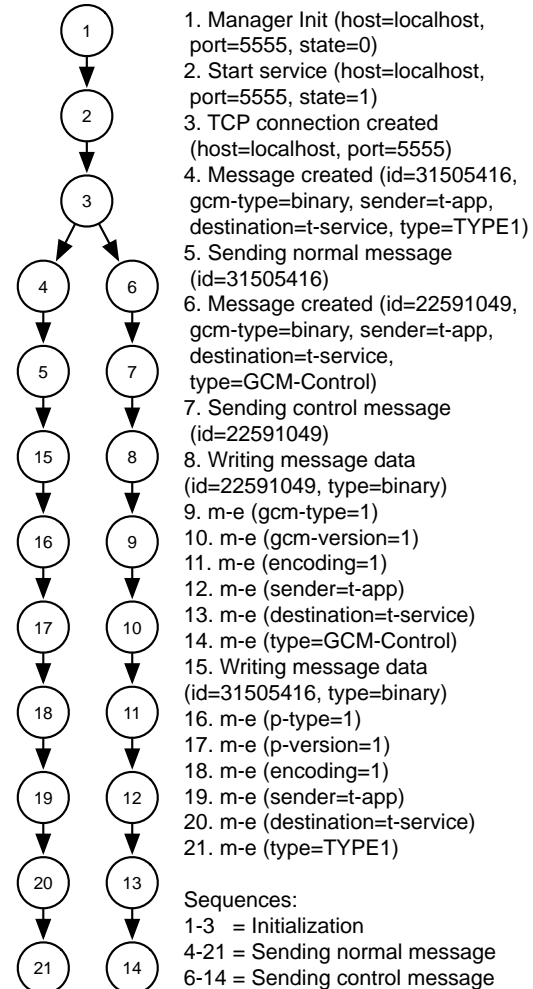 1
2
3
4
6
5
7
15
8
16
9
17
10
18
11
19
12
20
13
21
14
1. Manager Init (host=localhost,
port=5555, state=0)
2. Start service (host=localhost,
port=5555, state=1)
3. TCP connection created
(host=localhost, port=5555)
4. Message created (id=31505416,
gcm-type=binary, sender=t-app,
destination=t-service, type=TYPE1)
5. Sending normal message
(id=31505416)
6. Message created (id=22591049,
gcm-type=binary, sender=t-app,
destination=t-service,
type=GCM-Control)
7. Sending control message
(id=22591049)
8. Writing message data
(id=22591049, type=binary)
9. m-e (gcm-type=1)
10. m-e (gcm-version=1)
11. m-e (encoding=1)
12. m-e (sender=t-app)
13. m-e (destination=t-service)
14. m-e (type=GCM-Control)
15. Writing message data
(id=31505416, type=binary)
16. m-e (p-type=1)
17. m-e (p-version=1)
18. m-e (encoding=1)
19. m-e (sender=t-app)
20. m-e (destination=t-service)
21. m-e (type=TYPE1)
Sequences:
1-3 = Initialization
4-21 = Sending normal message
6-14 = Sending control message